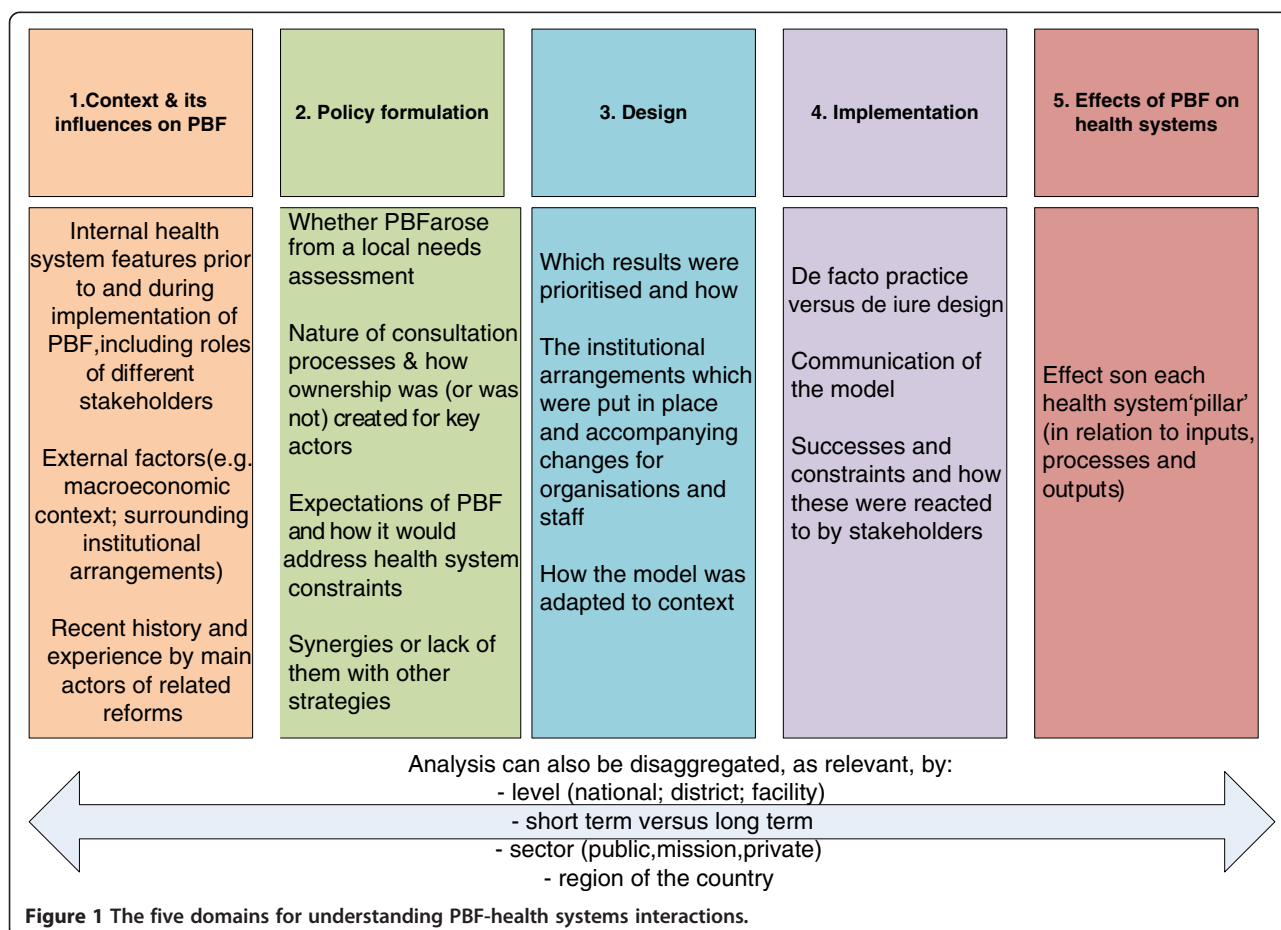 1.Context & its
influences on PBF
2. Policy formulation
3. Design
4. Implementation
5. Effects of PBF on
health systems
Internal health
system features prior
to and during
implementation of
PBF,including roles
of different
stakeholders
External factors(e.g.
macroeconomic
context; surrounding
institutional
arrangements)
Recent history and
experience by main
actors of related
reforms
Whether PBFarose
from a local needs
assessment
Nature of consultation
processes & how
ownership was (or was
not) created for key
actors
Expectations of PBF
and how it would
address health system
constraints
Synergies or lack of
them with other
strategies
Which results were
prioritised and how
The institutional
arrangements which
were put in place
and accompanying
changes for
organisations and
staff
How the model was
adapted to context
De facto practice
versus de iure design
Communication of
the model
Successes and
constraints and how
these were reacted
to by stakeholders
Effect son each
health system‘pillar’
(in relation to inputs,
processes and
outputs)
Analysis can also be disaggregated, as relevant, by:
- level (national; district; facility)
- short term versus long term
- sector (public,mission,private)
- region of the country
Figure 1 The five domains for understanding PBF-health systems interactions.